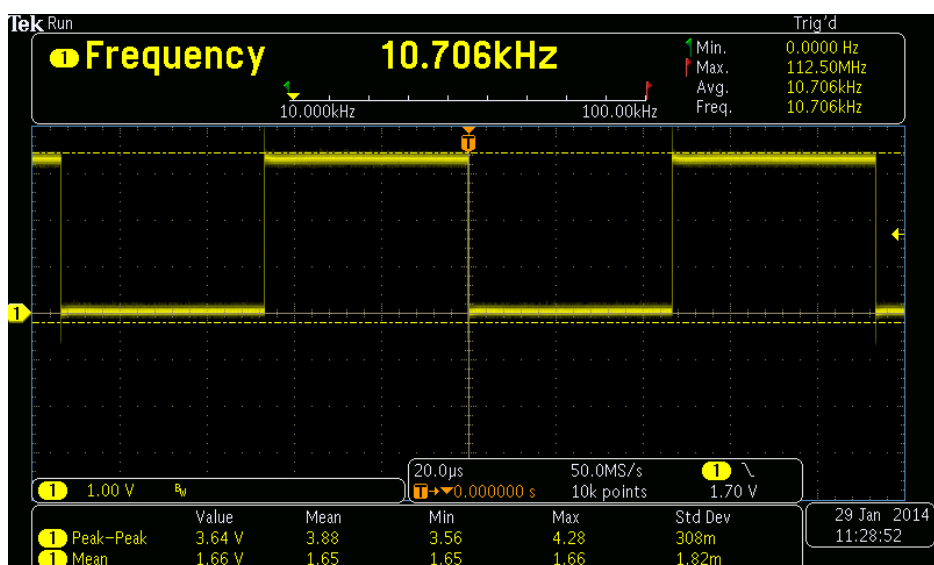 Tek Run Trig'd
1 Frequency 10.706kHz
10.000kHz 100.00kHz
Min. 0.0000 Hz
Max. 112.50MHz
Avg. 10.706kHz
Freq. 10.706kHz
T
1
1 1.00 V BW
20.0µs 50.0MS/s 1
T→▼0.000000 s 10k points 1.70 V
Value Mean Min Max Std Dev
1 Peak-Peak 3.64 V 3.88 3.56 4.28 308m
1 Mean 1.66 V 1.65 1.65 1.66 1.82m
29 Jan 2014
11:28:52